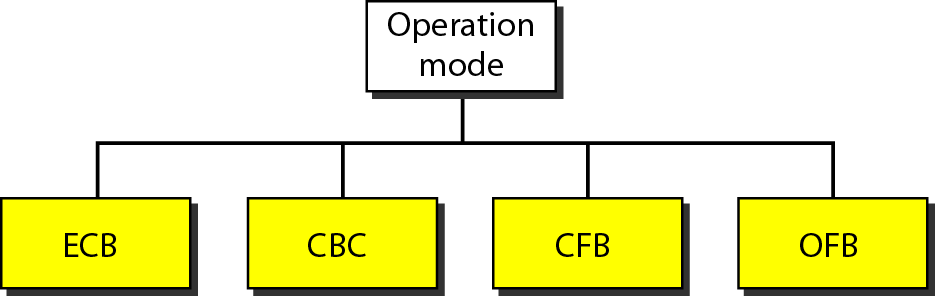 Operation
mode
ECB
CBC
CFB
OFB